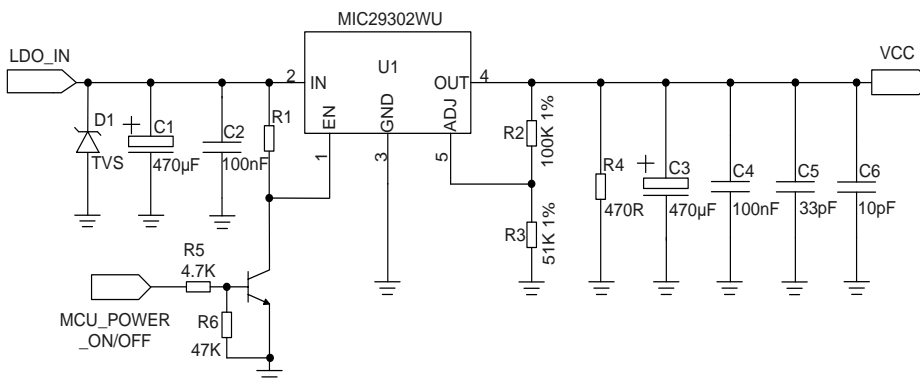 MIC29302WU
LDO_IN
VCC
U1
2
IN
OUT
4
EN
GND
ADJ
1
3
5
D1
TVS
+
C1
470µF
C2
100nF
R1
R2
100K 1%
R3
51K 1%
R4
470R
+
C3
470µF
C4
100nF
C5
33pF
C6
10pF
R5
4.7K
MCU_POWER
_ON/OFF
R6
47K